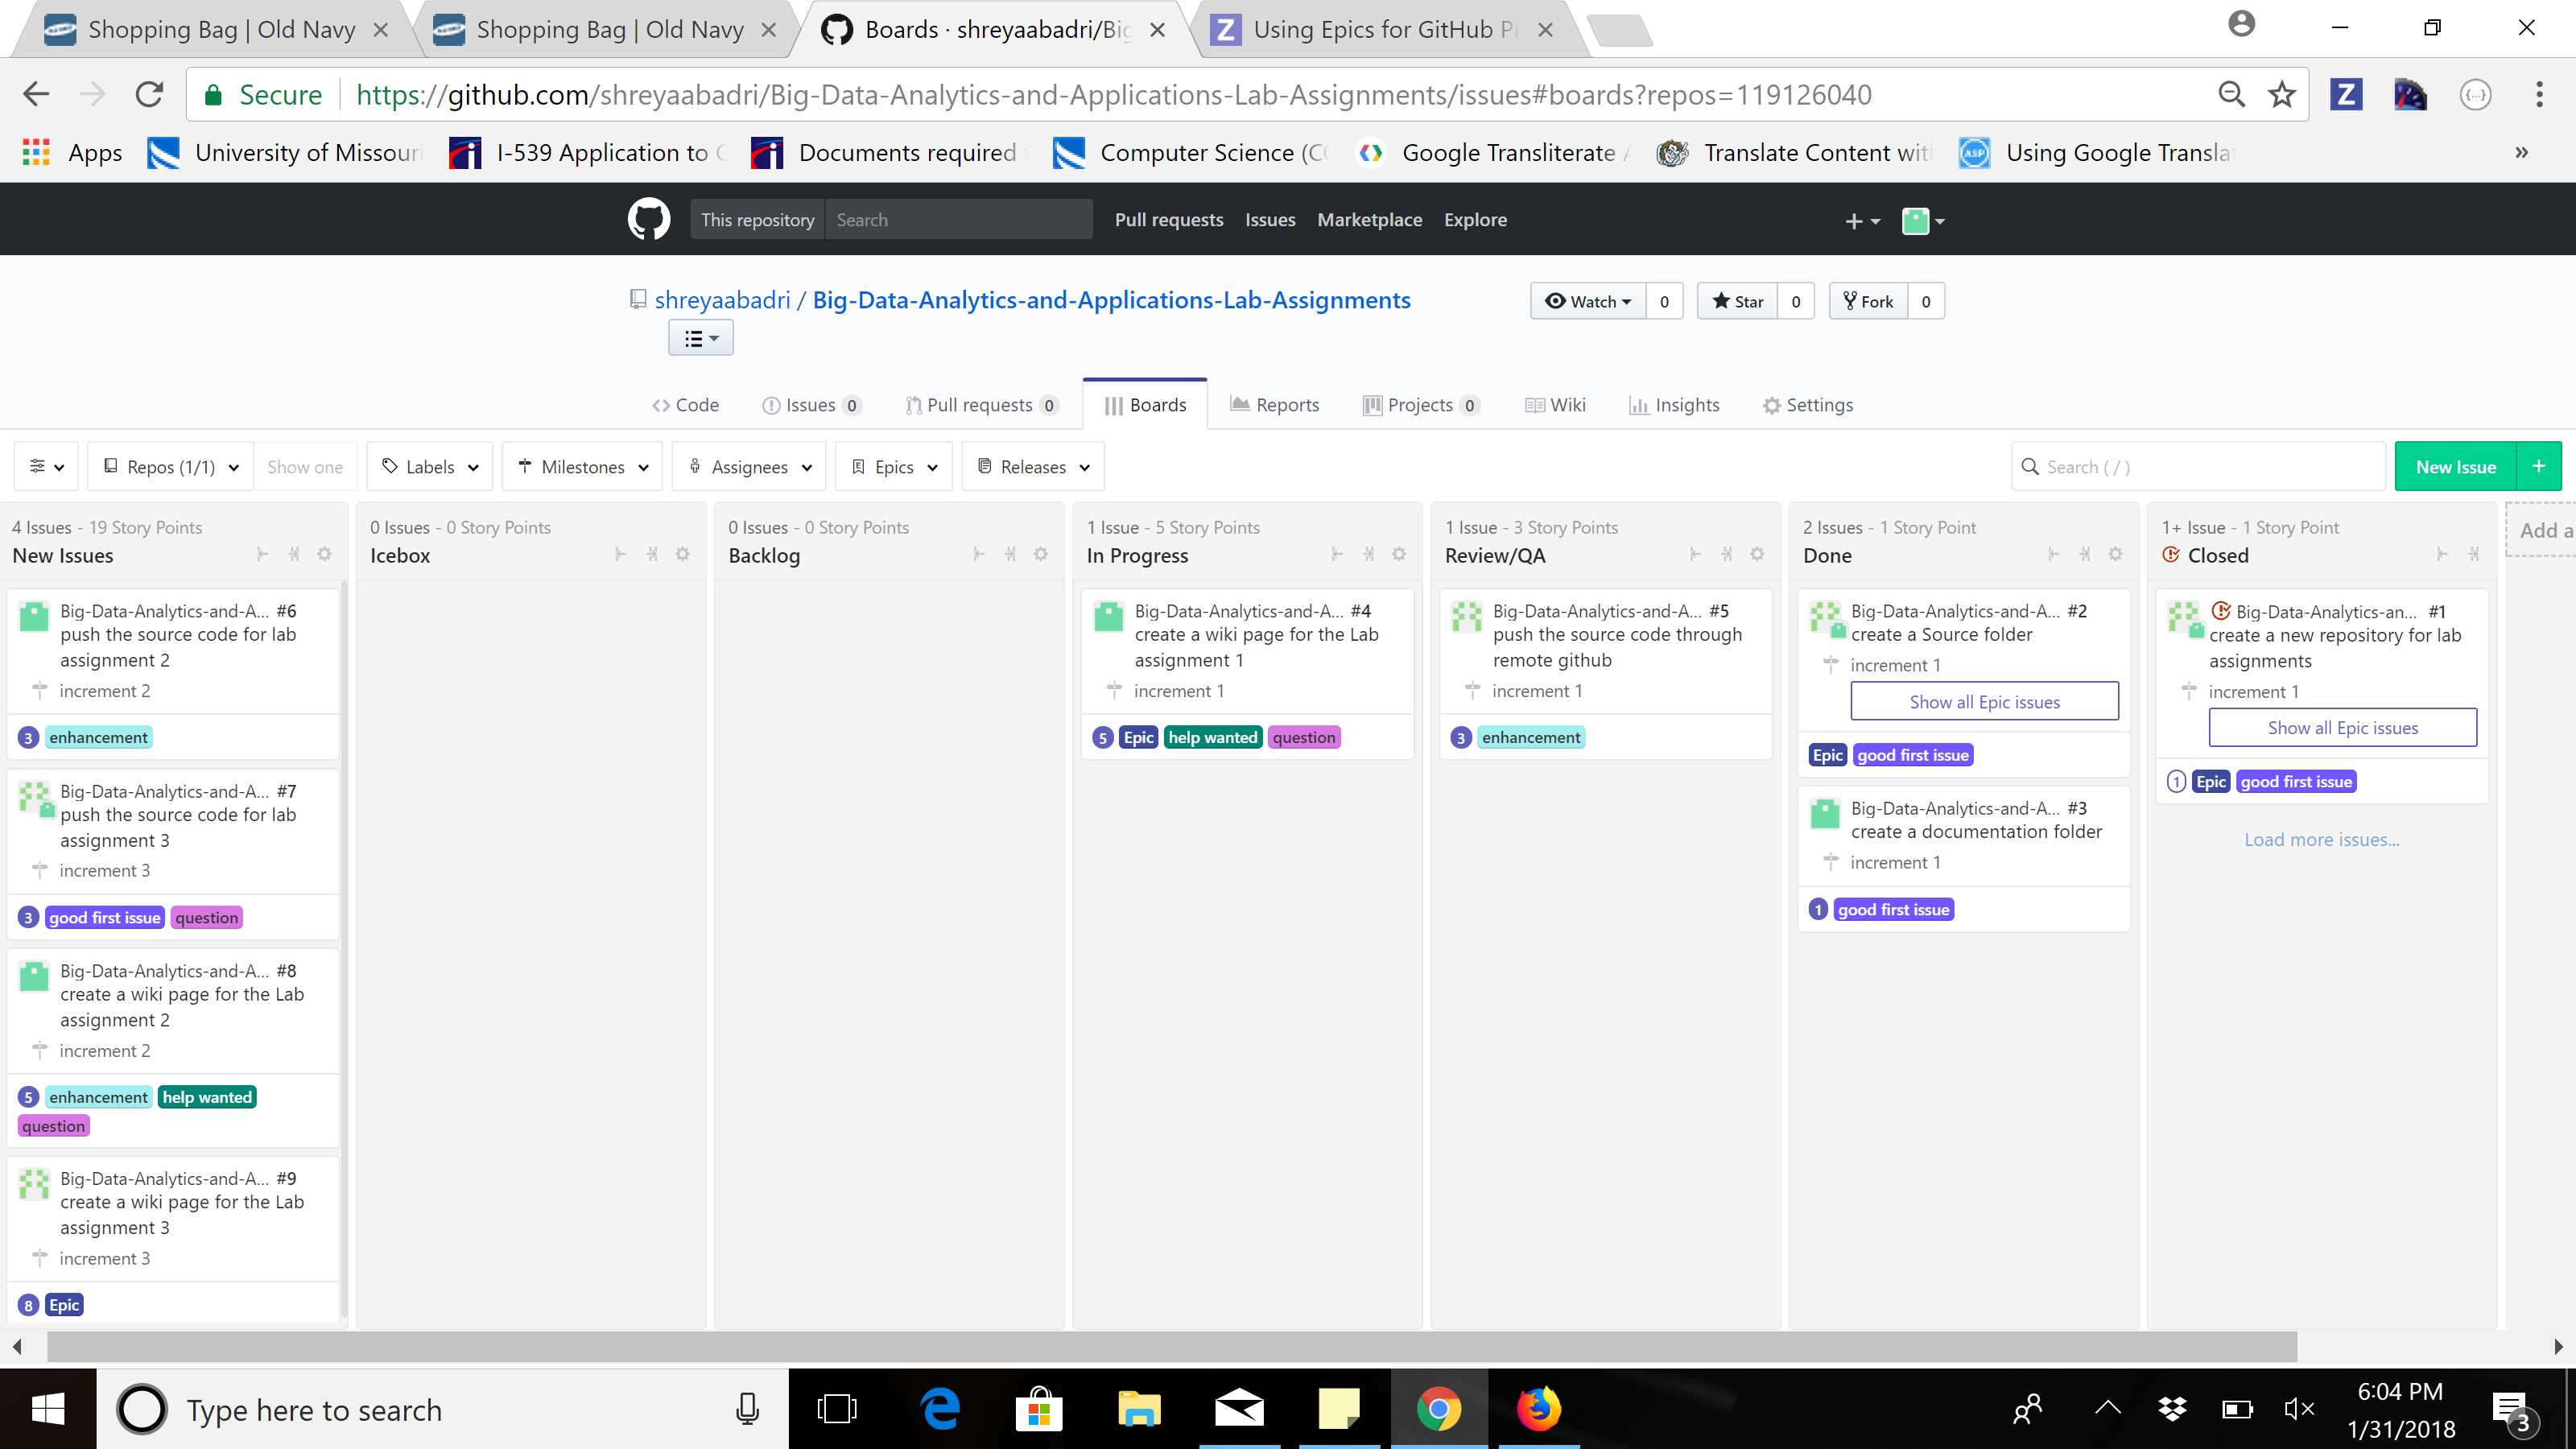 Shopping Bag | Old Navy
Shopping Bag | Old Navy
Boards · shreyaabadri/Big
Using Epics for GitHub Pr
Secure
https://github.com/shreyaabadri/Big-Data-Analytics-and-Applications-Lab-Assignments/issues#boards?repos=119126040
Apps
University of Missouri
I-539 Application to
Documents required
Computer Science (CC
Google Transliterate
Translate Content wit
Using Google Transla
»
This repository
Search
Pull requests
Issues
Marketplace
Explore
shreyaabadri / Big-Data-Analytics-and-Applications-Lab-Assignments
Watch 0
Star 0
Fork 0
Code
Issues 0
Pull requests 0
Boards
Reports
Projects 0
Wiki
Insights
Settings
Repos (1/1)
Show one
Labels
Milestones
Assignees
Epics
Releases
Search ( / )
New Issue
+
4 Issues - 19 Story Points
New Issues
Big-Data-Analytics-and-A... #6
push the source code for lab
assignment 2
increment 2
3 enhancement
Big-Data-Analytics-and-A... #7
push the source code for lab
assignment 3
increment 3
3 good first issue question
Big-Data-Analytics-and-A... #8
create a wiki page for the Lab
assignment 2
increment 2
5 enhancement help wanted
question
Big-Data-Analytics-and-A... #9
create a wiki page for the Lab
assignment 3
increment 3
8 Epic
0 Issues - 0 Story Points
Icebox
0 Issues - 0 Story Points
Backlog
1 Issue - 5 Story Points
In Progress
Big-Data-Analytics-and-A... #4
create a wiki page for the Lab
assignment 1
increment 1
5 Epic help wanted question
1 Issue - 3 Story Points
Review/QA
Big-Data-Analytics-and-A... #5
push the source code through
remote github
increment 1
3 enhancement
2 Issues - 1 Story Point
Done
Big-Data-Analytics-and-A... #2
create a Source folder
increment 1
Show all Epic issues
Epic good first issue
Big-Data-Analytics-and-A... #3
create a documentation folder
increment 1
1 good first issue
1+ Issue - 1 Story Point
Closed
Big-Data-Analytics-an... #1
create a new repository for lab
assignments
increment 1
Show all Epic issues
1 Epic good first issue
Load more issues...
Add a
Type here to search
6:04 PM
1/31/2018
3